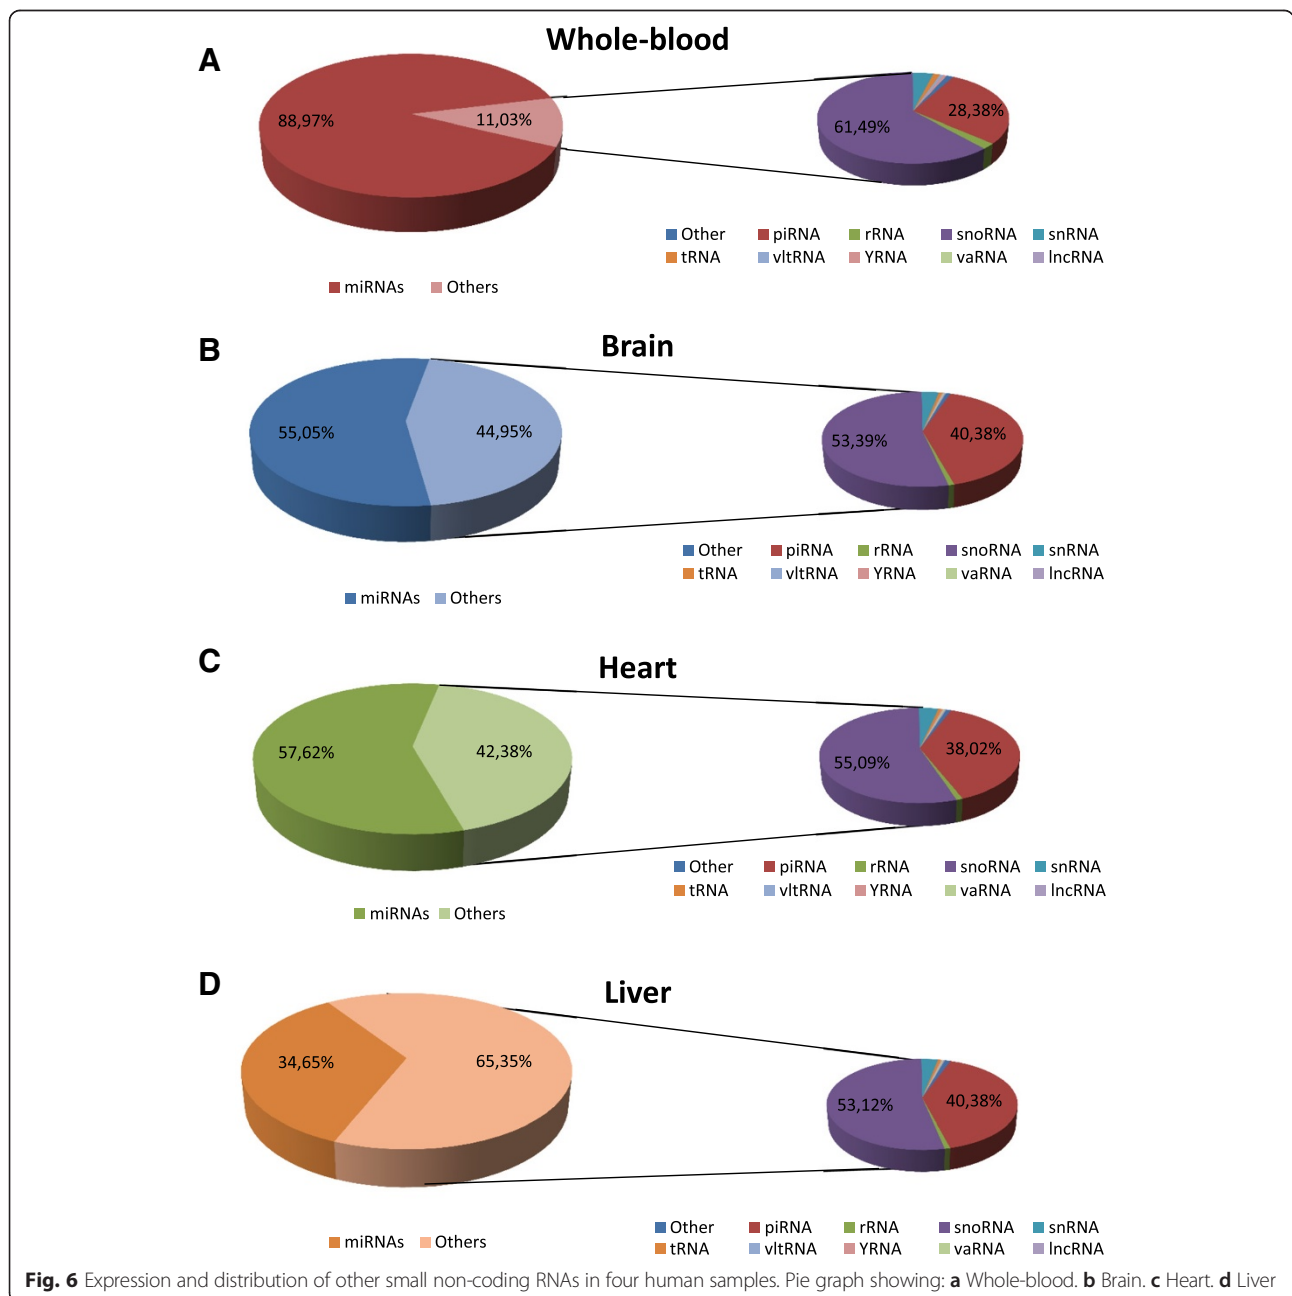 A
Whole-blood
88,97%
11,03%
61,49%
28,38%
Other piRNA rRNA snoRNA snRNA
tRNA vltRNA YRNA vaRNA lncRNA
miRNAs Others
B
Brain
55,05%
44,95%
53,39%
40,38%
Other piRNA rRNA snoRNA snRNA
tRNA vltRNA YRNA vaRNA lncRNA
miRNAs Others
C
Heart
57,62%
42,38%
55,09%
38,02%
Other piRNA rRNA snoRNA snRNA
tRNA vltRNA YRNA vaRNA lncRNA
miRNAs Others
D
Liver
34,65%
65,35%
53,12%
40,38%
Other piRNA rRNA snoRNA snRNA
tRNA vltRNA YRNA vaRNA lncRNA
miRNAs Others
Fig. 6 Expression and distribution of other small non-coding RNAs in four human samples. Pie graph showing: a Whole-blood. b Brain. c Heart. d Liver